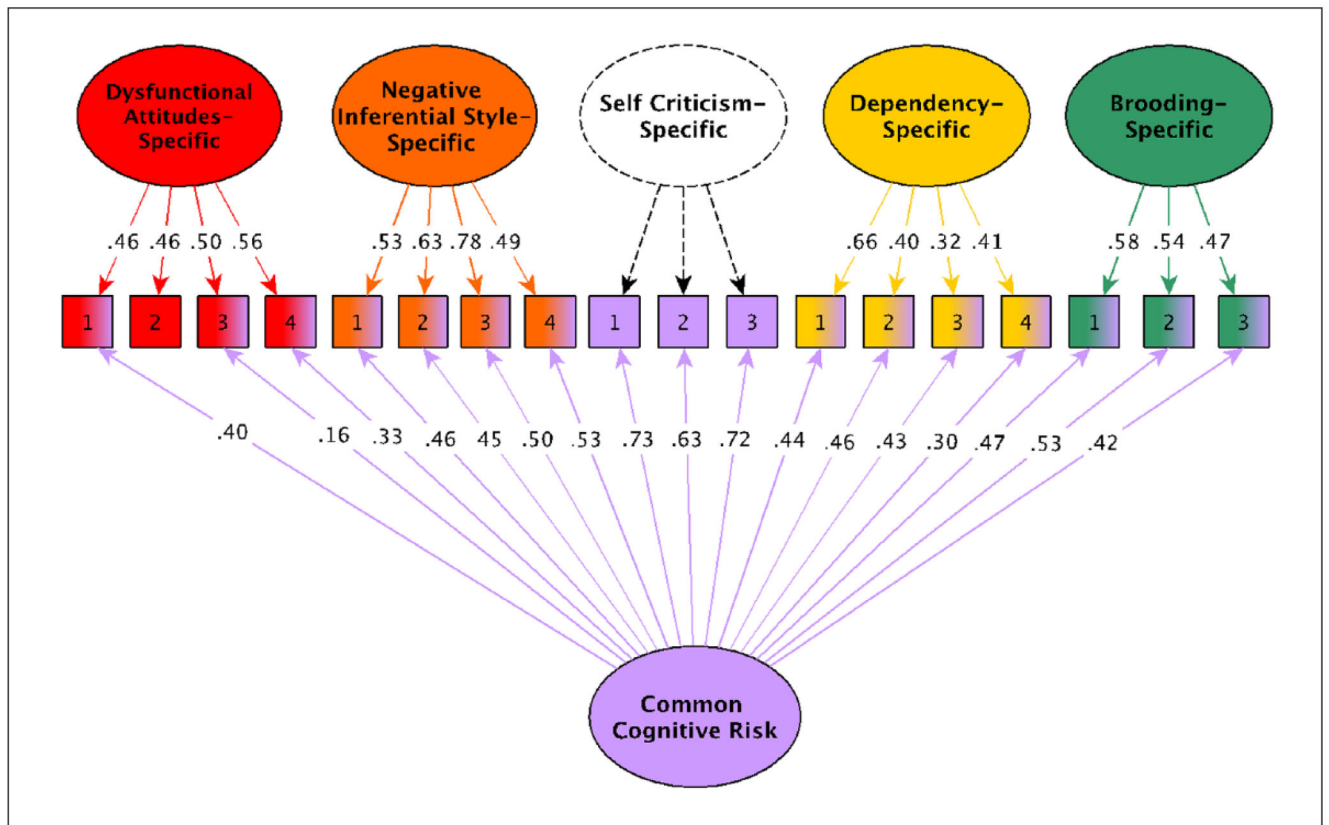 Dysfunctional
Attitudes-
Specific
Negative
Inferential Style-
Specific
Self Criticism-
Specific
Dependency-
Specific
Brooding-
Specific
.46 .46 .50 .56 .53 .63 .78 .49 .66 .40 .32 .41 .58 .54 .47
1 2 3 4 1 2 3 4 1 2 3 1 2 3 4 1 2 3
.40 .16 .33 .46 .45 .50 .53 .73 .63 .72 .44 .46 .43 .30 .47 .53 .42
Common
Cognitive Risk